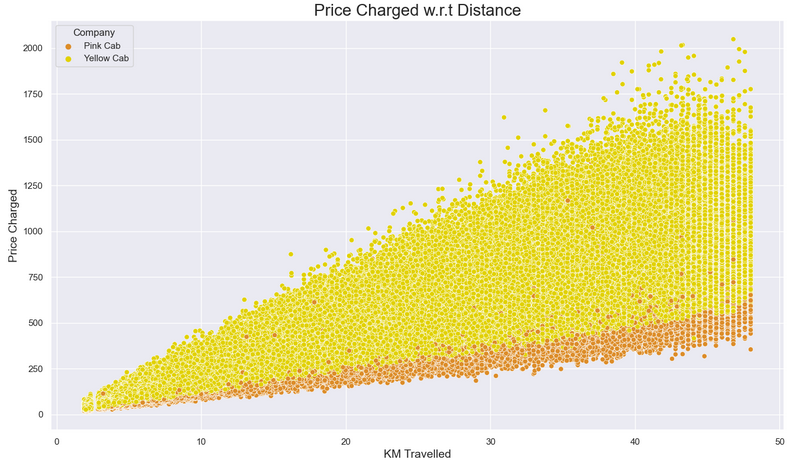 Price Charged w.r.t Distance
Company
Pink Cab
Yellow Cab
2000
1750
1500
1250
1000
750
500
250
0
Price Charged
0 10 20 30 40 50
KM Travelled